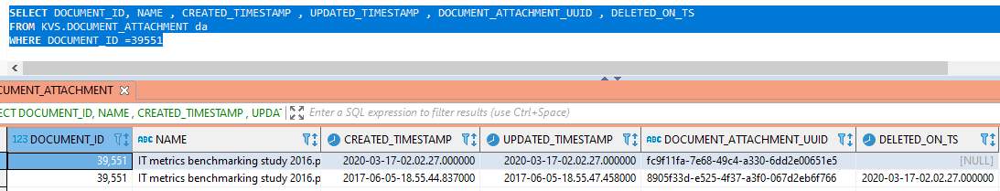 SELECT DOCUMENT_ID, NAME , CREATED_TIMESTAMP , UPDATED_TIMESTAMP , DOCUMENT_ATTACHMENT_UUID , DELETED_ON_TS
FROM KVS.DOCUMENT_ATTACHMENT da
WHERE DOCUMENT_ID =39551
CUMENT_ATTACHMENT
ECT DOCUMENT_ID, NAME , CREATED_TIMESTAMP , UPDAT Enter a SQL expression to filter results (use Ctrl+Space)
123 DOCUMENT_ID ABC NAME CREATED_TIMESTAMP UPDATED_TIMESTAMP ABC DOCUMENT_ATTACHMENT_UUID DELETED_ON_TS
39,551 IT metrics benchmarking study 2016.p 2020-03-17-02.02.27.000000 2020-03-17-02.02.27.000000 fc9f11fa-7e68-49c4-a330-6dd2e00651e5 [NULL]
39,551 IT metrics benchmarking study 2016.p 2017-06-05-18.55.44.837000 2017-06-05-18.55.47.458000 8905f33d-e525-4f37-a3f0-067d2eb6f766 2020-03-17-02.02.27.000000